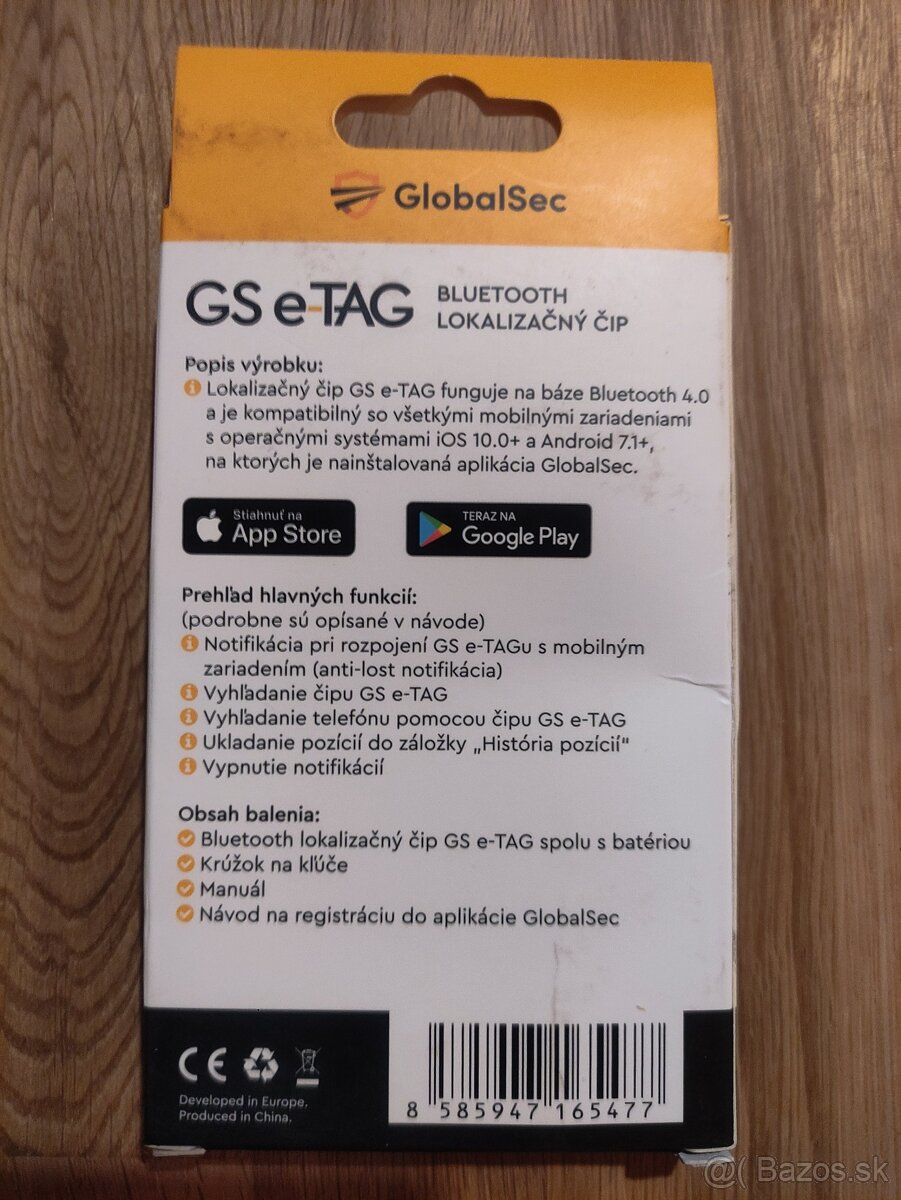 GlobalSec
GS e-TAG
BLUETOOTH
LOKALIZAČNÝ ČIP
Popis výrobku:
Lokalizačný čip GS e-TAG funguje na báze Bluetooth 4.0
a je kompatibilný so všetkými mobilnými zariadeniami
s operačnými systémami iOS 10.0+ a Android 7.1+,
na ktorých je nainštalovaná aplikácia GlobalSec.
Stiahnuť na
App Store
TERAZ NA
Google Play
Prehľad hlavných funkcií:
(podrobne sú opísané v návode)
Notifikácia pri rozpojení GS e-TAGu s mobilným
zariadením (anti-lost notifikácia)
Vyhľadanie čipu GS e-TAG
Vyhľadanie telefónu pomocou čipu GS e-TAG
Ukladanie pozícií do záložky „História pozícií"
Vypnutie notifikácií
Obsah balenia:
Bluetooth lokalizačný čip GS e-TAG spolu s batériou
Krúžok na kľúče
Manuál
Návod na registráciu do aplikácie GlobalSec
CE
Developed in Europe.
Produced in China.
8 585947 165477
@( Bazos.sk